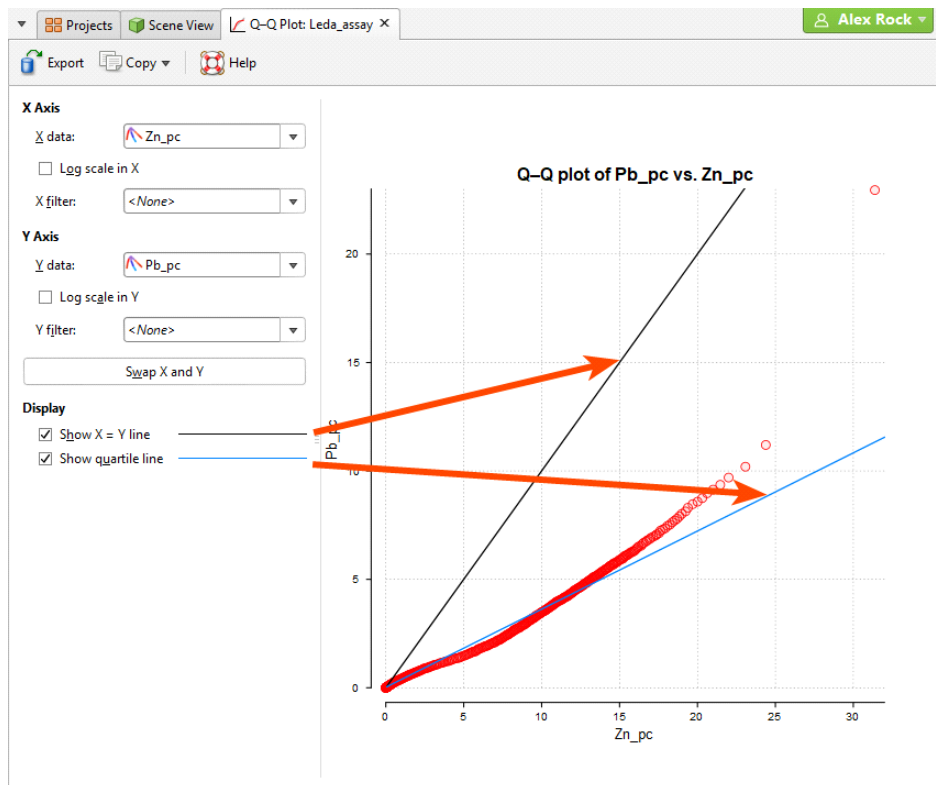 Projects Scene View Q–Q Plot: Leda_assay × Alex Rock
Export Copy Help
X Axis
X data: Zn_pc
Log scale in X
X filter: <None>
Y Axis
Y data: Pb_pc
Log scale in Y
Y filter: <None>
Swap X and Y
Display
Show X = Y line
Show quartile line
Q–Q plot of Pb_pc vs. Zn_pc
20
15
10
5
0
Pb_pc
0 5 10 15 20 25 30
Zn_pc